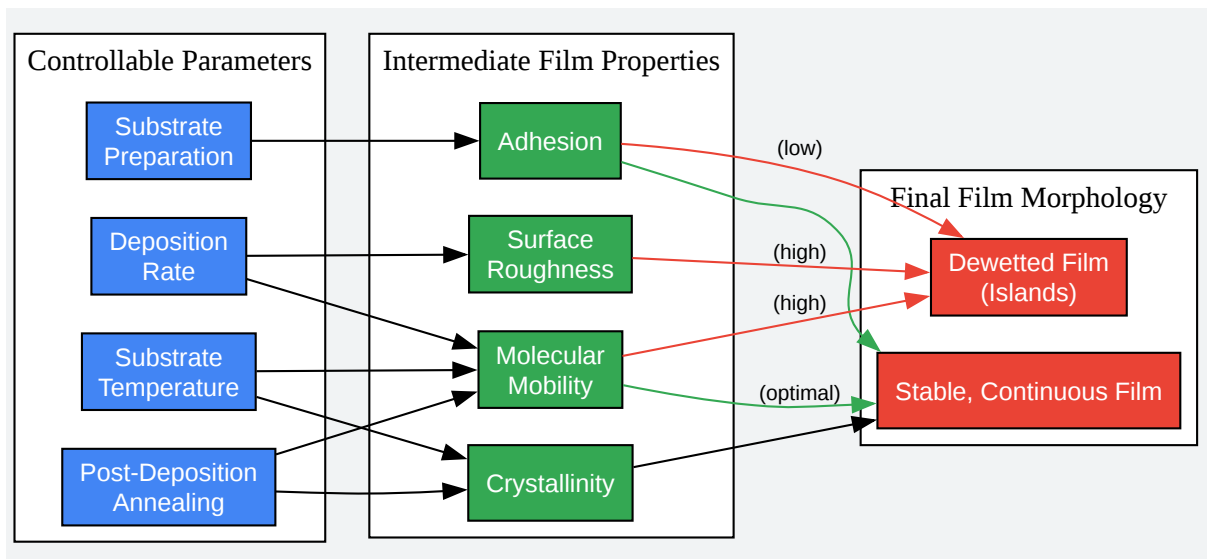 Controllable Parameters
Substrate
Preparation
Deposition
Rate
Substrate
Temperature
Post-Deposition
Annealing
Intermediate Film Properties
Adhesion
Surface
Roughness
Molecular
Mobility
Crystallinity
(low)
(high)
(high)
(optimal)
Final Film Morphology
Dewetted Film
(Islands)
Stable, Continuous Film